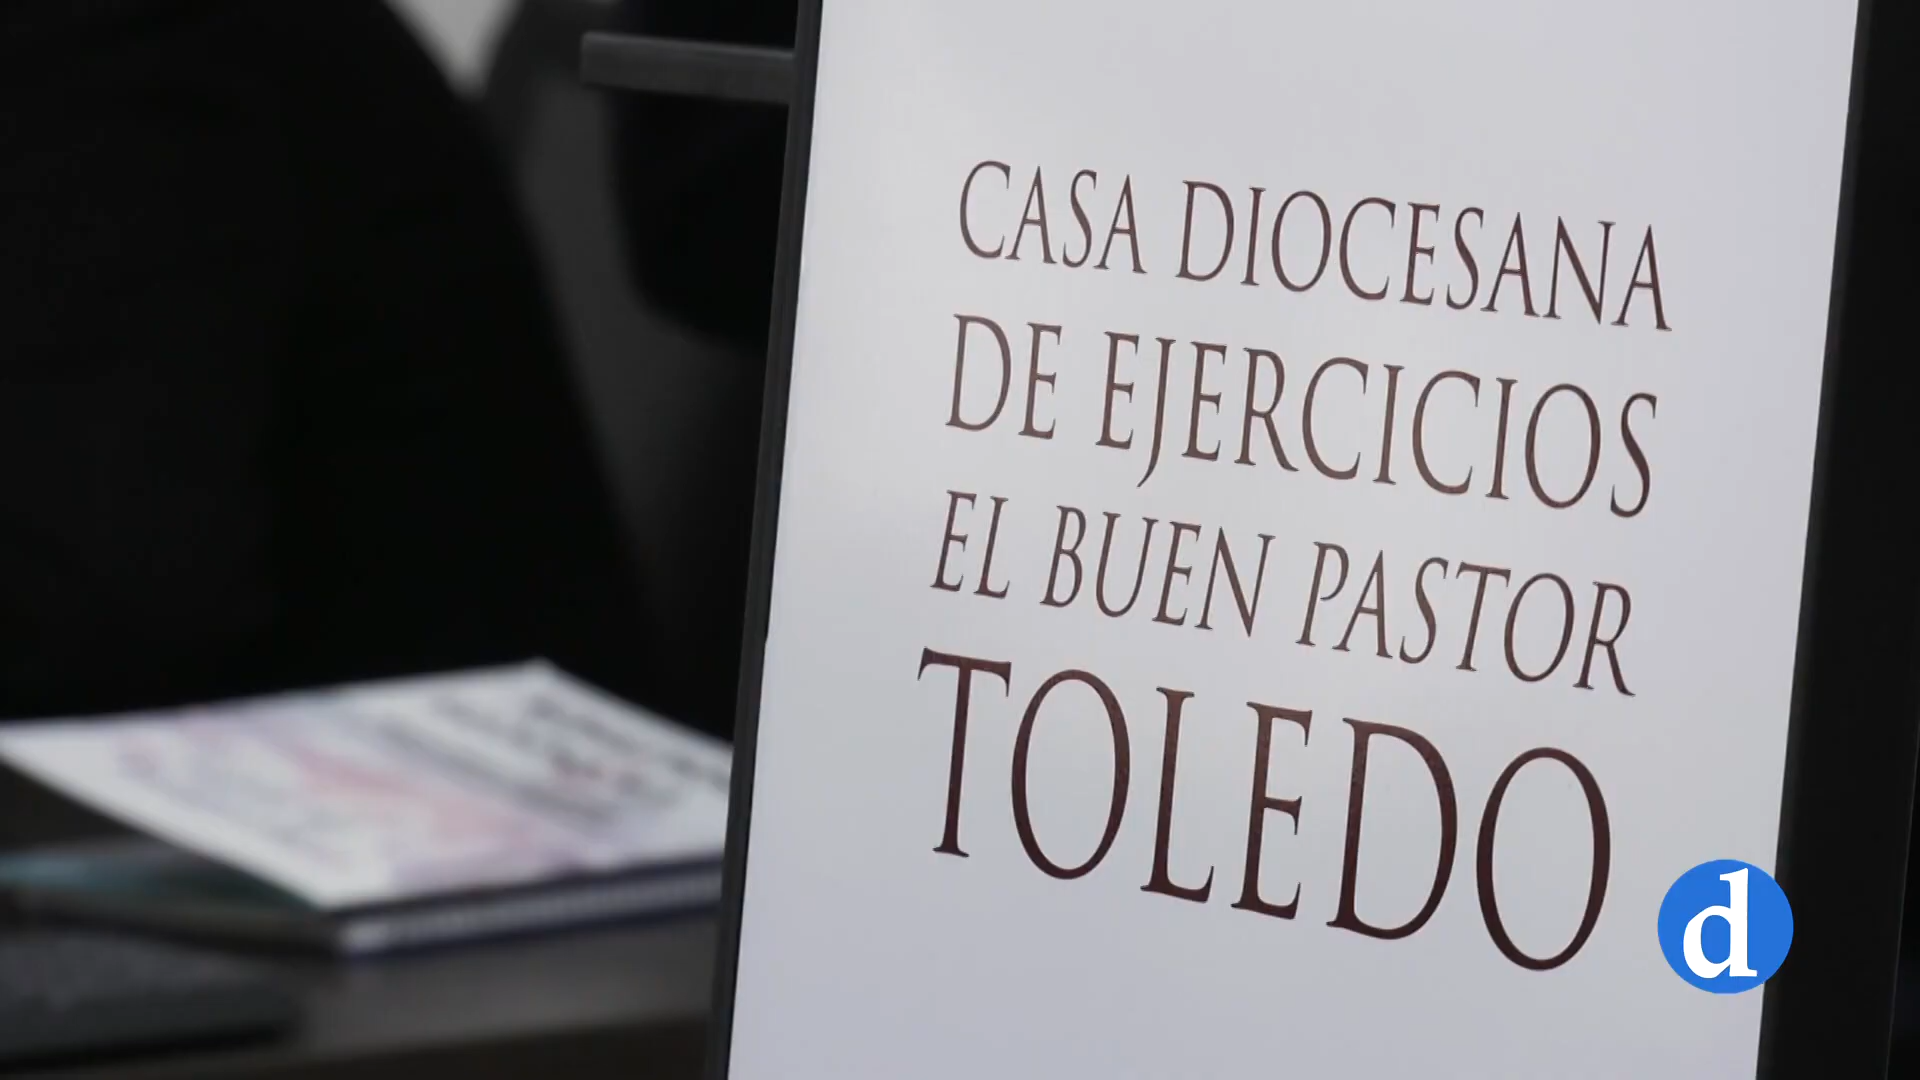 CASA DIOCESANA
DE EJERCICIOS
EL BUEN PASTOR
TOLEDO
d